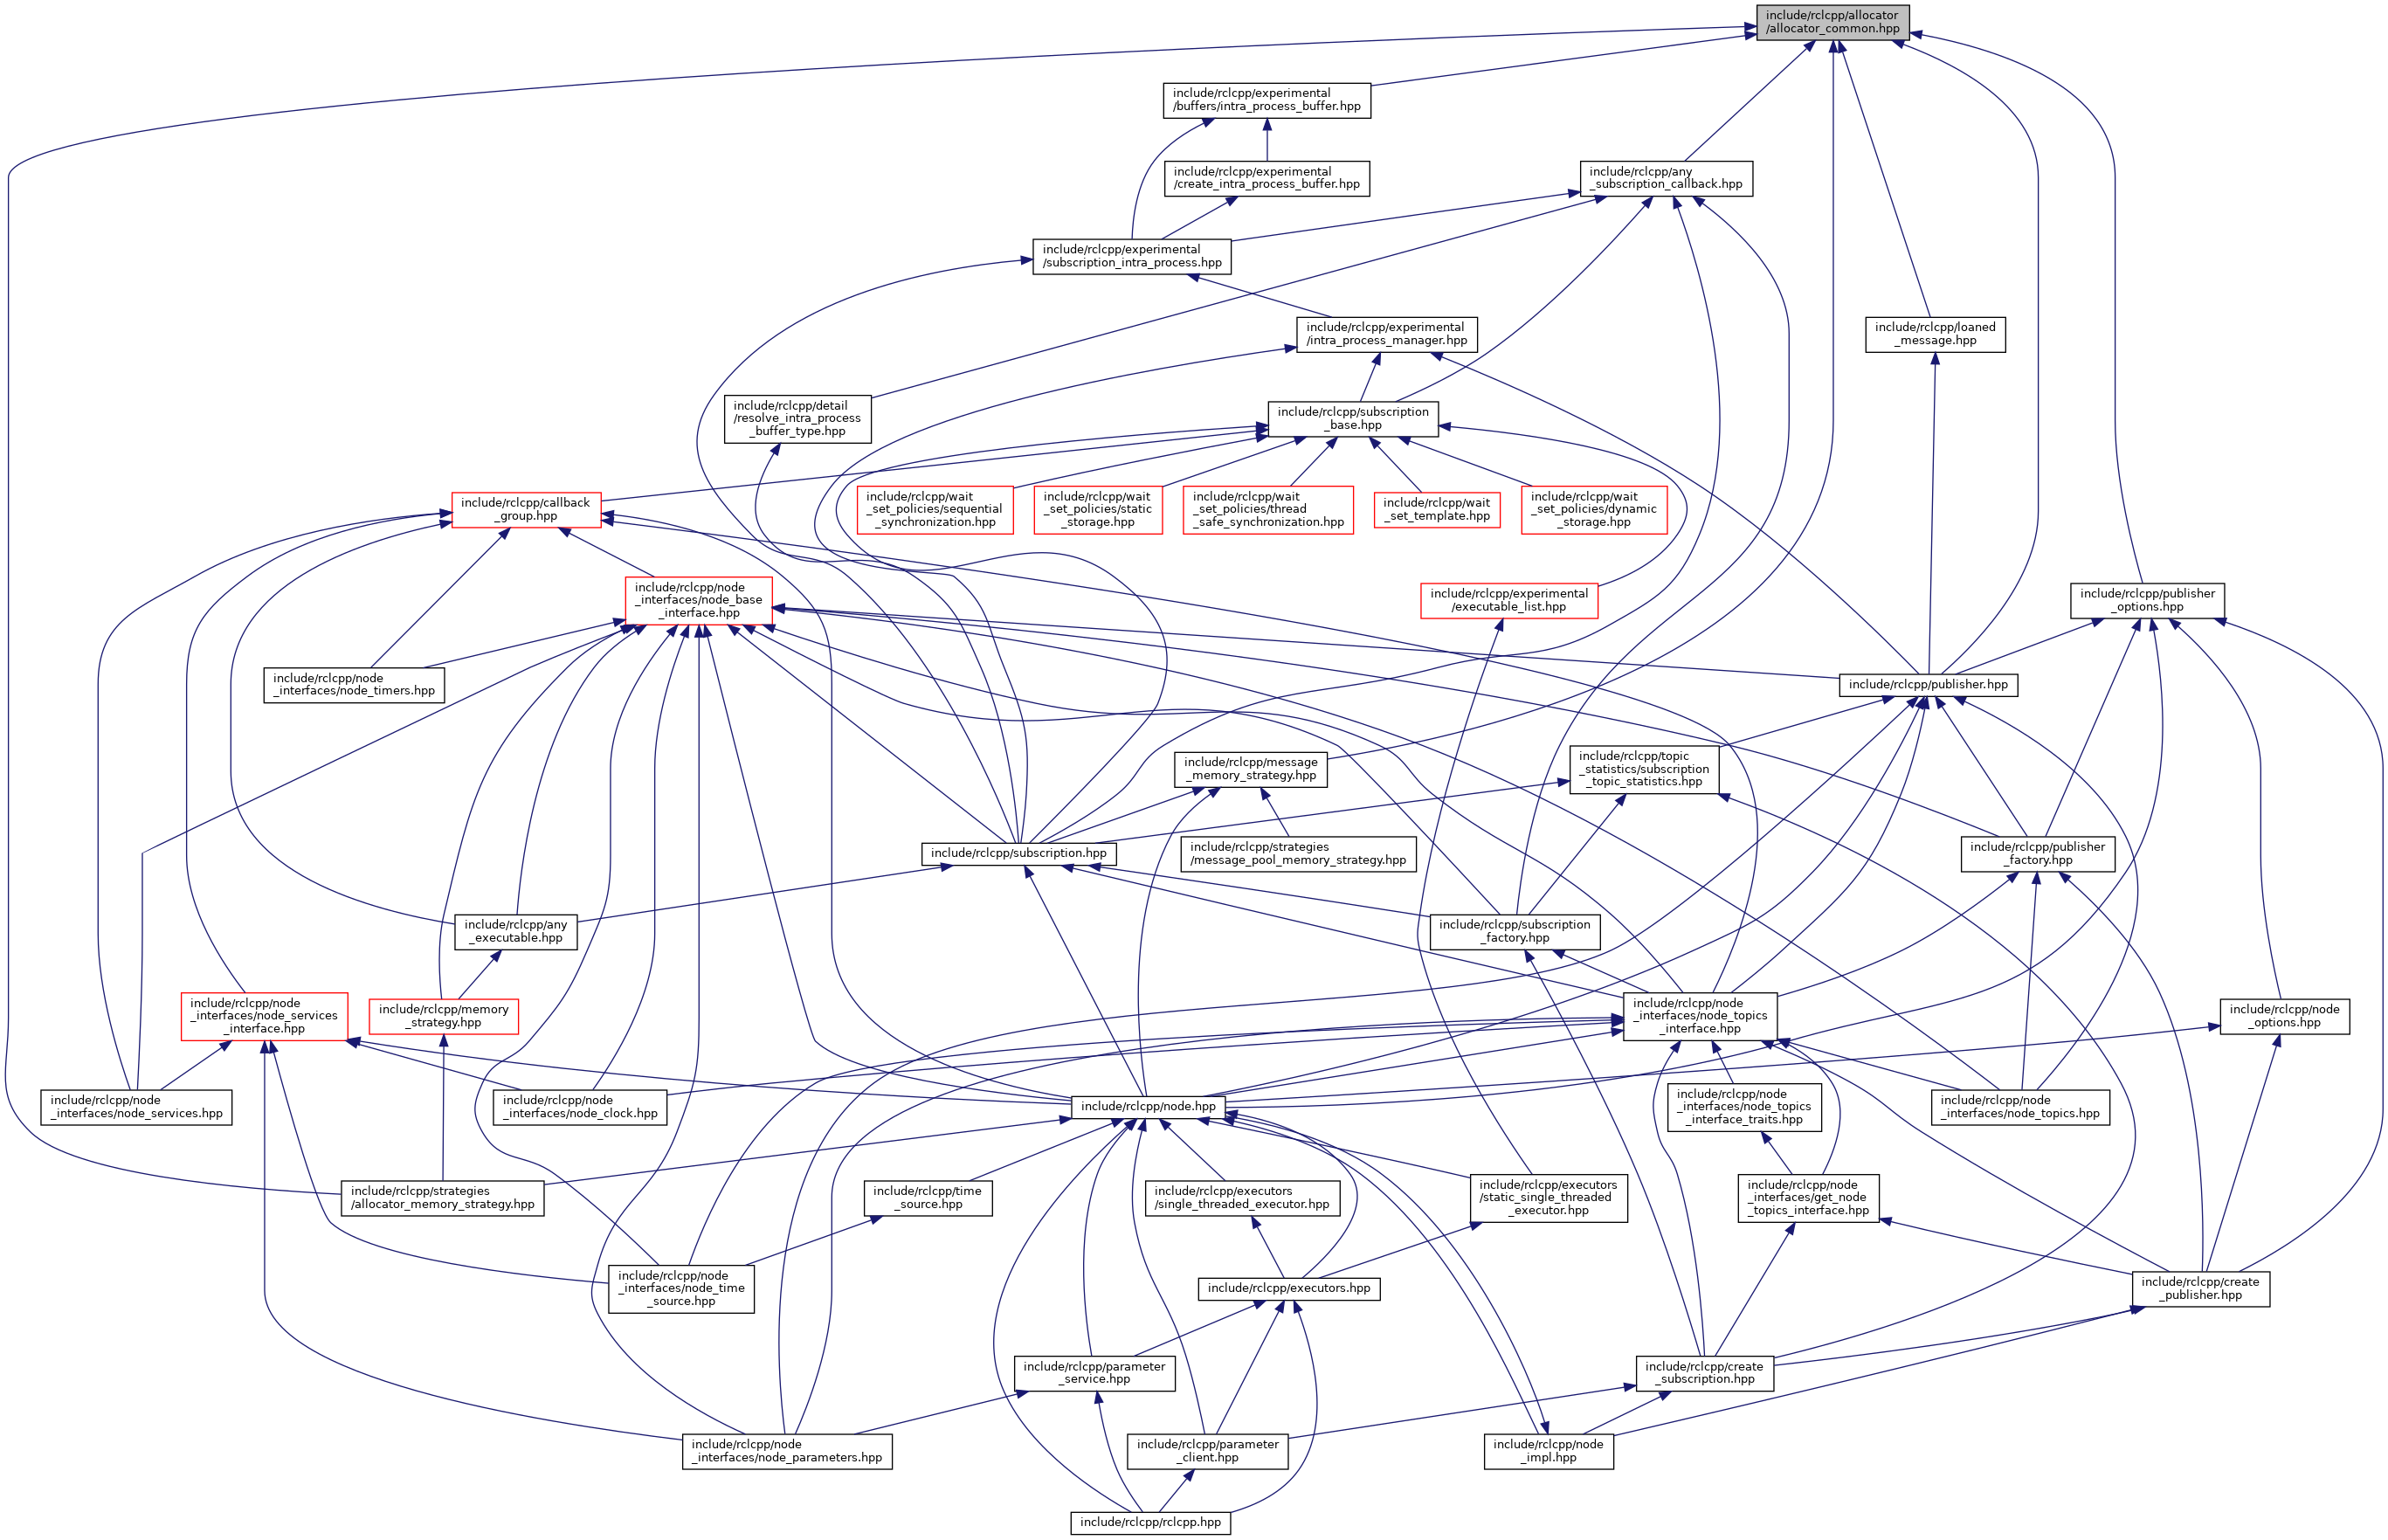 include/rclcpp/allocator
/allocator_common.hpp
include/rclcpp/experimental
/buffers/intra_process_buffer.hpp
include/rclcpp/experimental
/create_intra_process_buffer.hpp
include/rclcpp/any
_subscription_callback.hpp
include/rclcpp/experimental
/subscription_intra_process.hpp
include/rclcpp/experimental
/intra_process_manager.hpp
include/rclcpp/loaned
_message.hpp
include/rclcpp/detail
/resolve_intra_process
_buffer_type.hpp
include/rclcpp/subscription
_base.hpp
include/rclcpp/callback
_group.hpp
include/rclcpp/wait
_set_policies/sequential
_synchronization.hpp
include/rclcpp/wait
_set_policies/static
_storage.hpp
include/rclcpp/wait
_set_policies/thread
_safe_synchronization.hpp
include/rclcpp/wait
_set_template.hpp
include/rclcpp/wait
_set_policies/dynamic
_storage.hpp
include/rclcpp/node
_interfaces/node_base
_interface.hpp
include/rclcpp/experimental
/executable_list.hpp
include/rclcpp/publisher
_options.hpp
include/rclcpp/node
_interfaces/node_timers.hpp
include/rclcpp/publisher.hpp
include/rclcpp/message
_memory_strategy.hpp
include/rclcpp/topic
_statistics/subscription
_topic_statistics.hpp
include/rclcpp/subscription.hpp
include/rclcpp/strategies
/message_pool_memory_strategy.hpp
include/rclcpp/publisher
_factory.hpp
include/rclcpp/any
_executable.hpp
include/rclcpp/subscription
_factory.hpp
include/rclcpp/node
_interfaces/node_services
_interface.hpp
include/rclcpp/memory
_strategy.hpp
include/rclcpp/node
_interfaces/node_topics
_interface.hpp
include/rclcpp/node
_options.hpp
include/rclcpp/node
_interfaces/node_services.hpp
include/rclcpp/node
_interfaces/node_clock.hpp
include/rclcpp/node.hpp
include/rclcpp/node
_interfaces/node_topics
_interface_traits.hpp
include/rclcpp/node
_interfaces/node_topics.hpp
include/rclcpp/strategies
/allocator_memory_strategy.hpp
include/rclcpp/time
_source.hpp
include/rclcpp/executors
/single_threaded_executor.hpp
include/rclcpp/executors
/static_single_threaded
_executor.hpp
include/rclcpp/node
_interfaces/get_node
_topics_interface.hpp
include/rclcpp/node
_interfaces/node_time
_source.hpp
include/rclcpp/executors.hpp
include/rclcpp/create
_publisher.hpp
include/rclcpp/parameter
_service.hpp
include/rclcpp/create
_subscription.hpp
include/rclcpp/node
_interfaces/node_parameters.hpp
include/rclcpp/parameter
_client.hpp
include/rclcpp/node
_impl.hpp
include/rclcpp/rclcpp.hpp